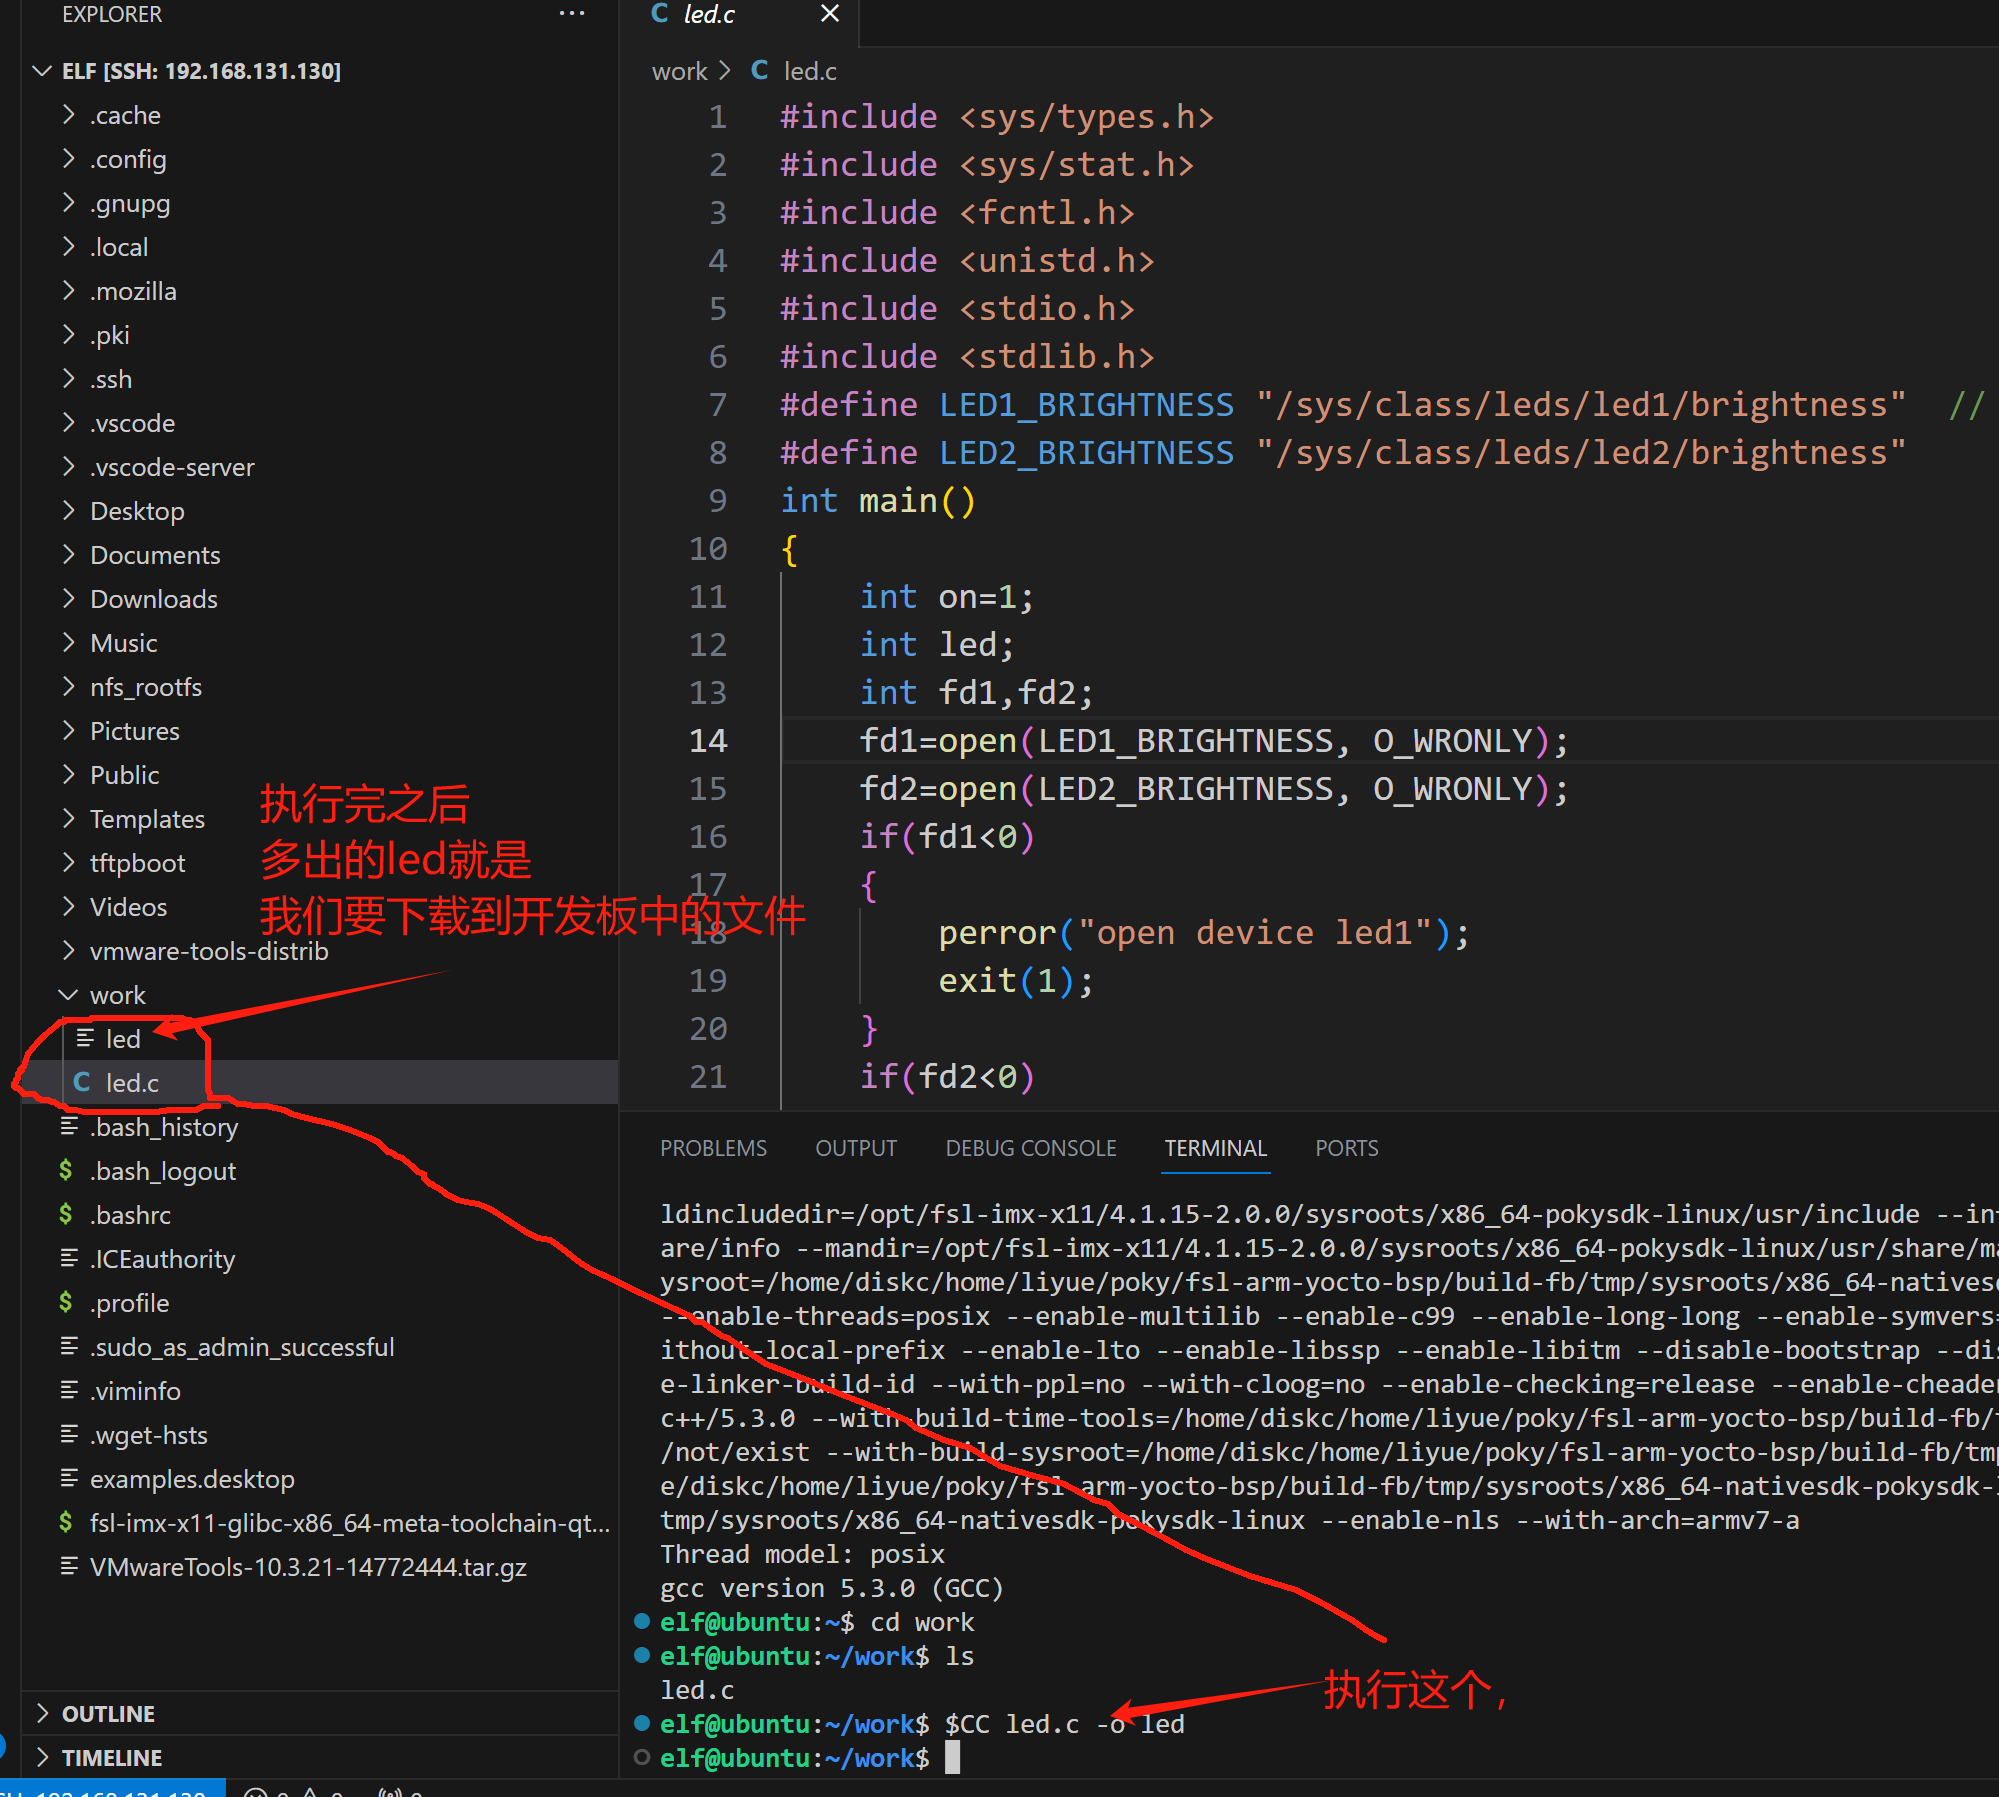 EXPLORER
ELF [SSH: 192.168.131.130]
.cache
.config
.gnupg
.local
.mozilla
.pki
.ssh
.vscode
.vscode-server
Desktop
Documents
Downloads
Music
nfs_rootfs
Pictures
Public
Templates
tftpboot
Videos
vmware-tools-distrib
work
led
C led.c
.bash_history
$ .bash_logout
$ .bashrc
.ICEauthority
$ .profile
.sudo_as_admin_successful
.viminfo
.wget-hsts
examples.desktop
$ fsl-imx-x11-glibc-x86_64-meta-toolchain-qt...
VMwareTools-10.3.21-14772444.tar.gz
OUTLINE
TIMELINE
执行完之后
多出的led就是
我们要下载到开发板中的文件
C led.c
work > C led.c
1 #include <sys/types.h>
2 #include <sys/stat.h>
3 #include <fcntl.h>
4 #include <unistd.h>
5 #include <stdio.h>
6 #include <stdlib.h>
7 #define LED1_BRIGHTNESS "/sys/class/leds/led1/brightness" //
8 #define LED2_BRIGHTNESS "/sys/class/leds/led2/brightness"
9 int main()
10 {
11 int on=1;
12 int led;
13 int fd1,fd2;
14 fd1=open(LED1_BRIGHTNESS, O_WRONLY);
15 fd2=open(LED2_BRIGHTNESS, O_WRONLY);
16 if(fd1<0)
17 {
18 perror("open device led1");
19 exit(1);
20 }
21 if(fd2<0)
PROBLEMS OUTPUT DEBUG CONSOLE TERMINAL PORTS
ldincludedir=/opt/fsl-imx-x11/4.1.15-2.0.0/sysroots/x86_64-pokysdk-linux/usr/include --in
are/info --mandir=/opt/fsl-imx-x11/4.1.15-2.0.0/sysroots/x86_64-pokysdk-linux/usr/share/ma
ysroot=/home/diskc/home/liyue/poky/fsl-arm-yocto-bsp/build-fb/tmp/sysroots/x86_64-natives
--enable-threads=posix --enable-multilib --enable-c99 --enable-long-long --enable-symvers=
ithout-local-prefix --enable-lto --enable-libssp --enable-libitm --disable-bootstrap --dis
e-linker-build-id --with-ppl=no --with-cloog=no --enable-checking=release --enable-cheader
c++/5.3.0 --with-build-time-tools=/home/diskc/home/liyue/poky/fsl-arm-yocto-bsp/build-fb/t
/not/exist --with-build-sysroot=/home/diskc/home/liyue/poky/fsl-arm-yocto-bsp/build-fb/tmp
e/diskc/home/liyue/poky/fsl-arm-yocto-bsp/build-fb/tmp/sysroots/x86_64-nativesdk-pokysdk-l
tmp/sysroots/x86_64-nativesdk-pokysdk-linux --enable-nls --with-arch=armv7-a
Thread model: posix
gcc version 5.3.0 (GCC)
elf@ubuntu:~$ cd work
elf@ubuntu:~/work$ ls
led.c
elf@ubuntu:~/work$ $CC led.c -o led
elf@ubuntu:~/work$
执行这个，